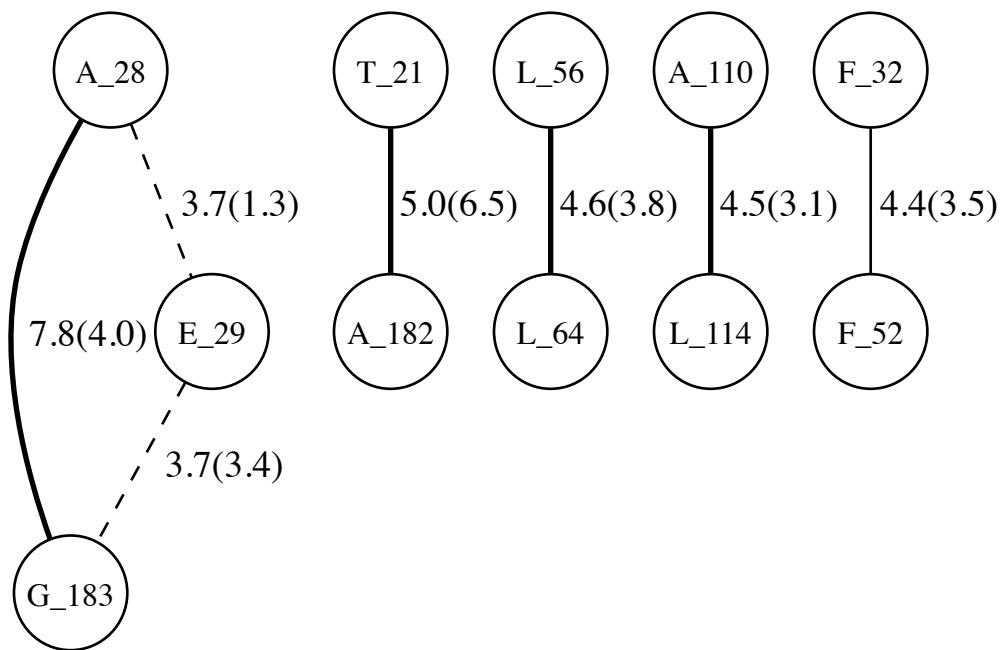 A_28
T_21
L_56
A_110
F_32
3.7(1.3)
5.0(6.5)
4.6(3.8)
4.5(3.1)
4.4(3.5)
7.8(4.0)
E_29
A_182
L_64
L_114
F_52
3.7(3.4)
G_183